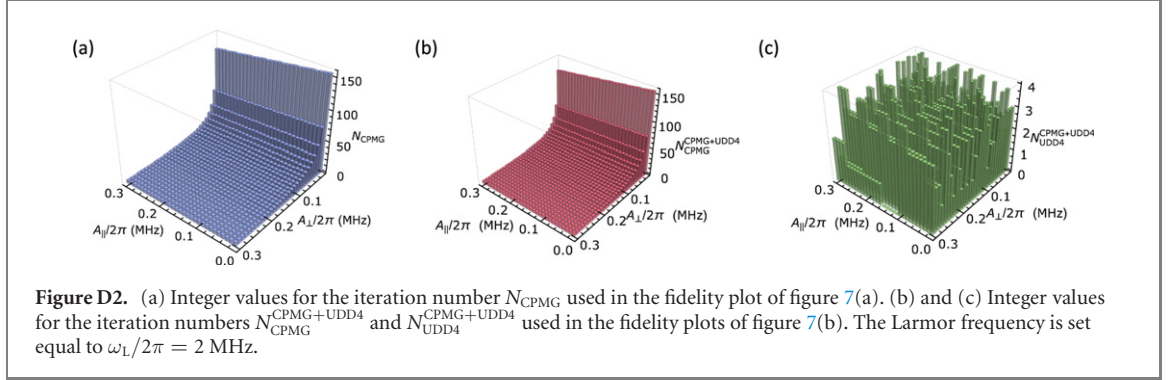 (a)
150
100
N_CPMG
50
0
0.3
0.2
0.1
0.0
A_∥/2π (MHz)
0.1
0.2
0.3
A_⊥/2π (MHz)
(b)
150
100
N_CPMG^CPMG+UDD4
50
0
0.3
0.2
0.1
0.0
A_∥/2π (MHz)
0.1
0.2
0.3
A_⊥/2π (MHz)
(c)
4
3
2
N_UDD4^CPMG+UDD4
1
0
0.3
0.2
0.1
0.0
A_∥/2π (MHz)
0.1
0.2
0.3
A_⊥/2π (MHz)
Figure D2. (a) Integer values for the iteration number N_CPMG used in the fidelity plot of figure 7(a). (b) and (c) Integer values
for the iteration numbers N_CPMG^CPMG+UDD4 and N_UDD4^CPMG+UDD4 used in the fidelity plots of figure 7(b). The Larmor frequency is set
equal to ω_L/2π = 2 MHz.